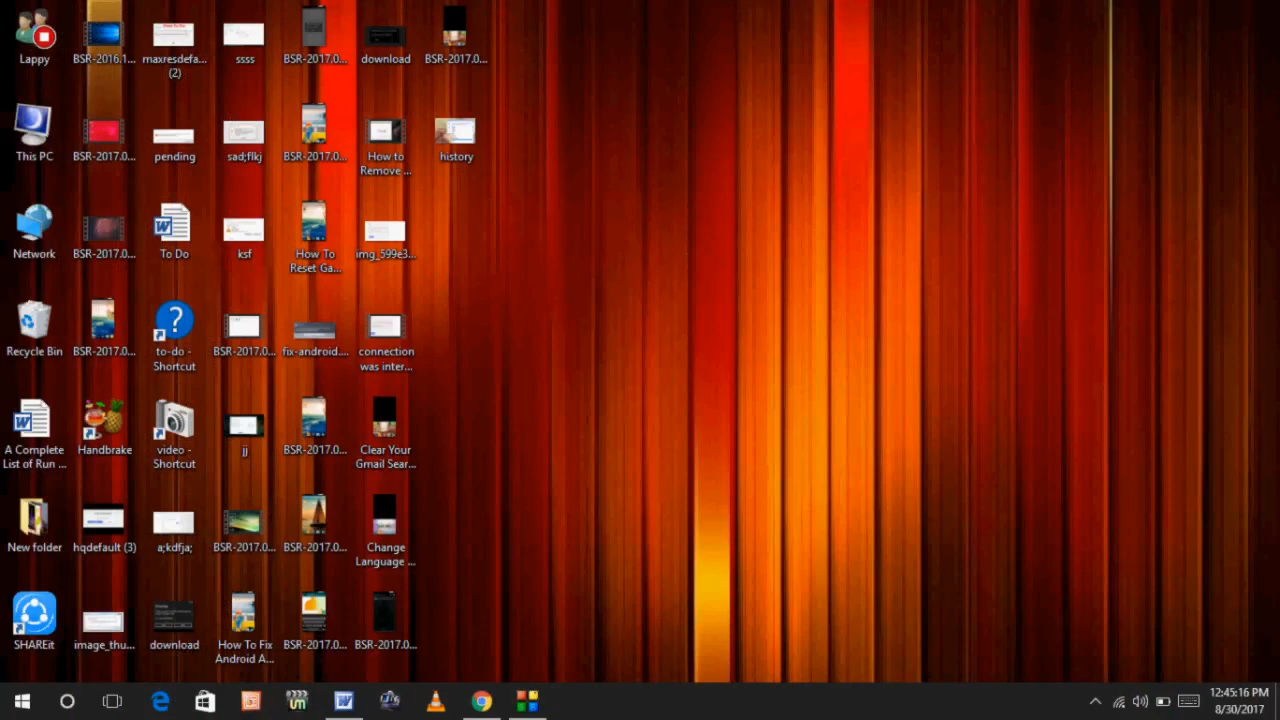 Lappy
BSR-2016.1...
maxresdefa...
(2)
ssss
BSR-2017.0...
download
BSR-2017.0...
This PC
BSR-2017.0...
pending
sad;flkj
BSR-2017.0...
How to
Remove ...
history
Network
BSR-2017.0...
To Do
ksf
How To
Reset Ga...
img_599e3...
Recycle Bin
BSR-2017.0...
to-do -
Shortcut
BSR-2017.0...
fix-android....
connection
was inter...
A Complete
List of Run ...
Handbrake
video -
Shortcut
jj
BSR-2017.0...
Clear Your
Gmail Sear...
New folder
hqdefault (3)
a;kdfja;
BSR-2017.0...
BSR-2017.0...
Change
Language ...
SHAREit
image_thu...
download
How To Fix
Android A...
BSR-2017.0...
BSR-2017.0...
12:45:16 PM
8/30/2017